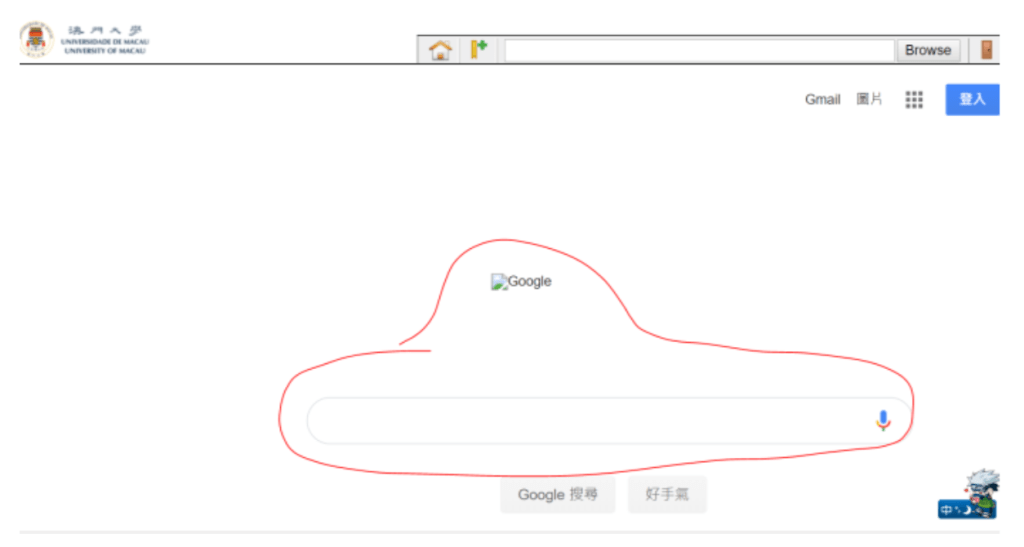 澳門大學
UNIVERSIDADE DE MACAU
UNIVERSITY OF MACAU
Browse
Gmail 圖片 登入
Google
Google 搜尋 好手氣
中